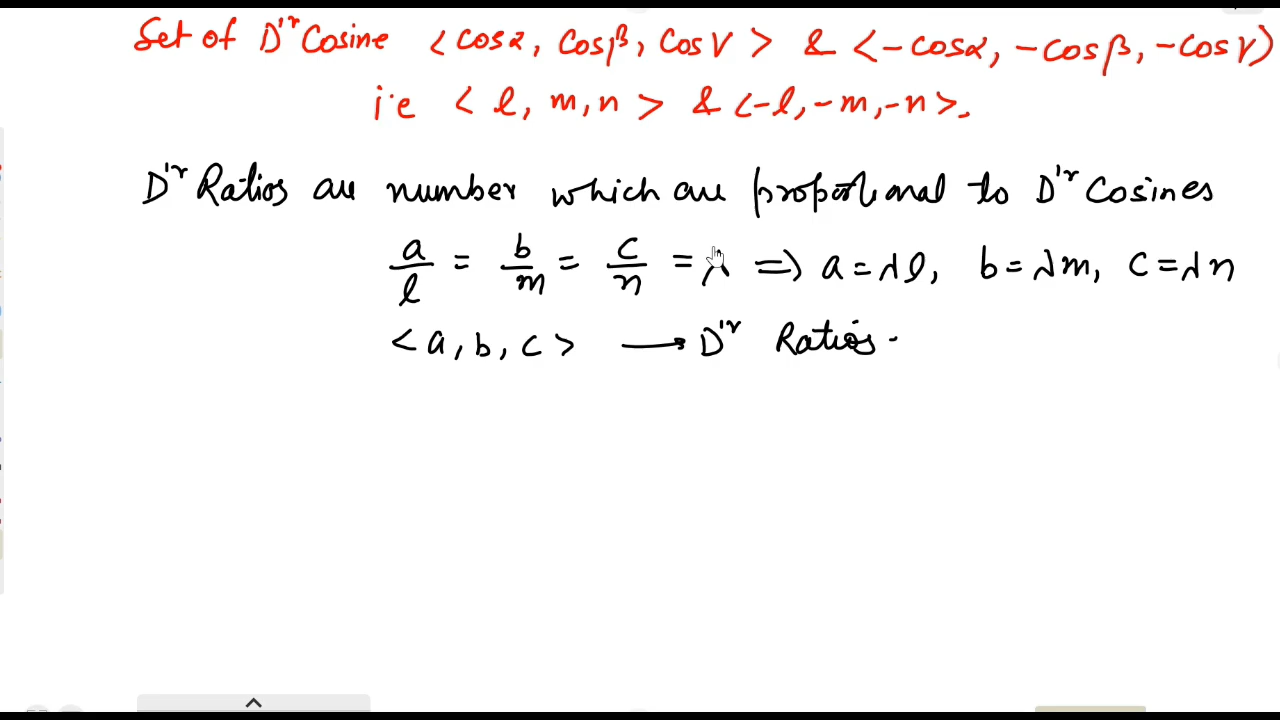 Set of D'r Cosine <cosα, cosβ, cosγ> & <-cosα, -cosβ, -cosγ)
i.e <l, m, n> & <-l, -m, -n>.
D'r Ratios are number which are proportional to D'r Cosines
a/l = b/m = c/n = λ => a = λl, b = λm, c = λn
<a, b, c> → D'r Ratios.